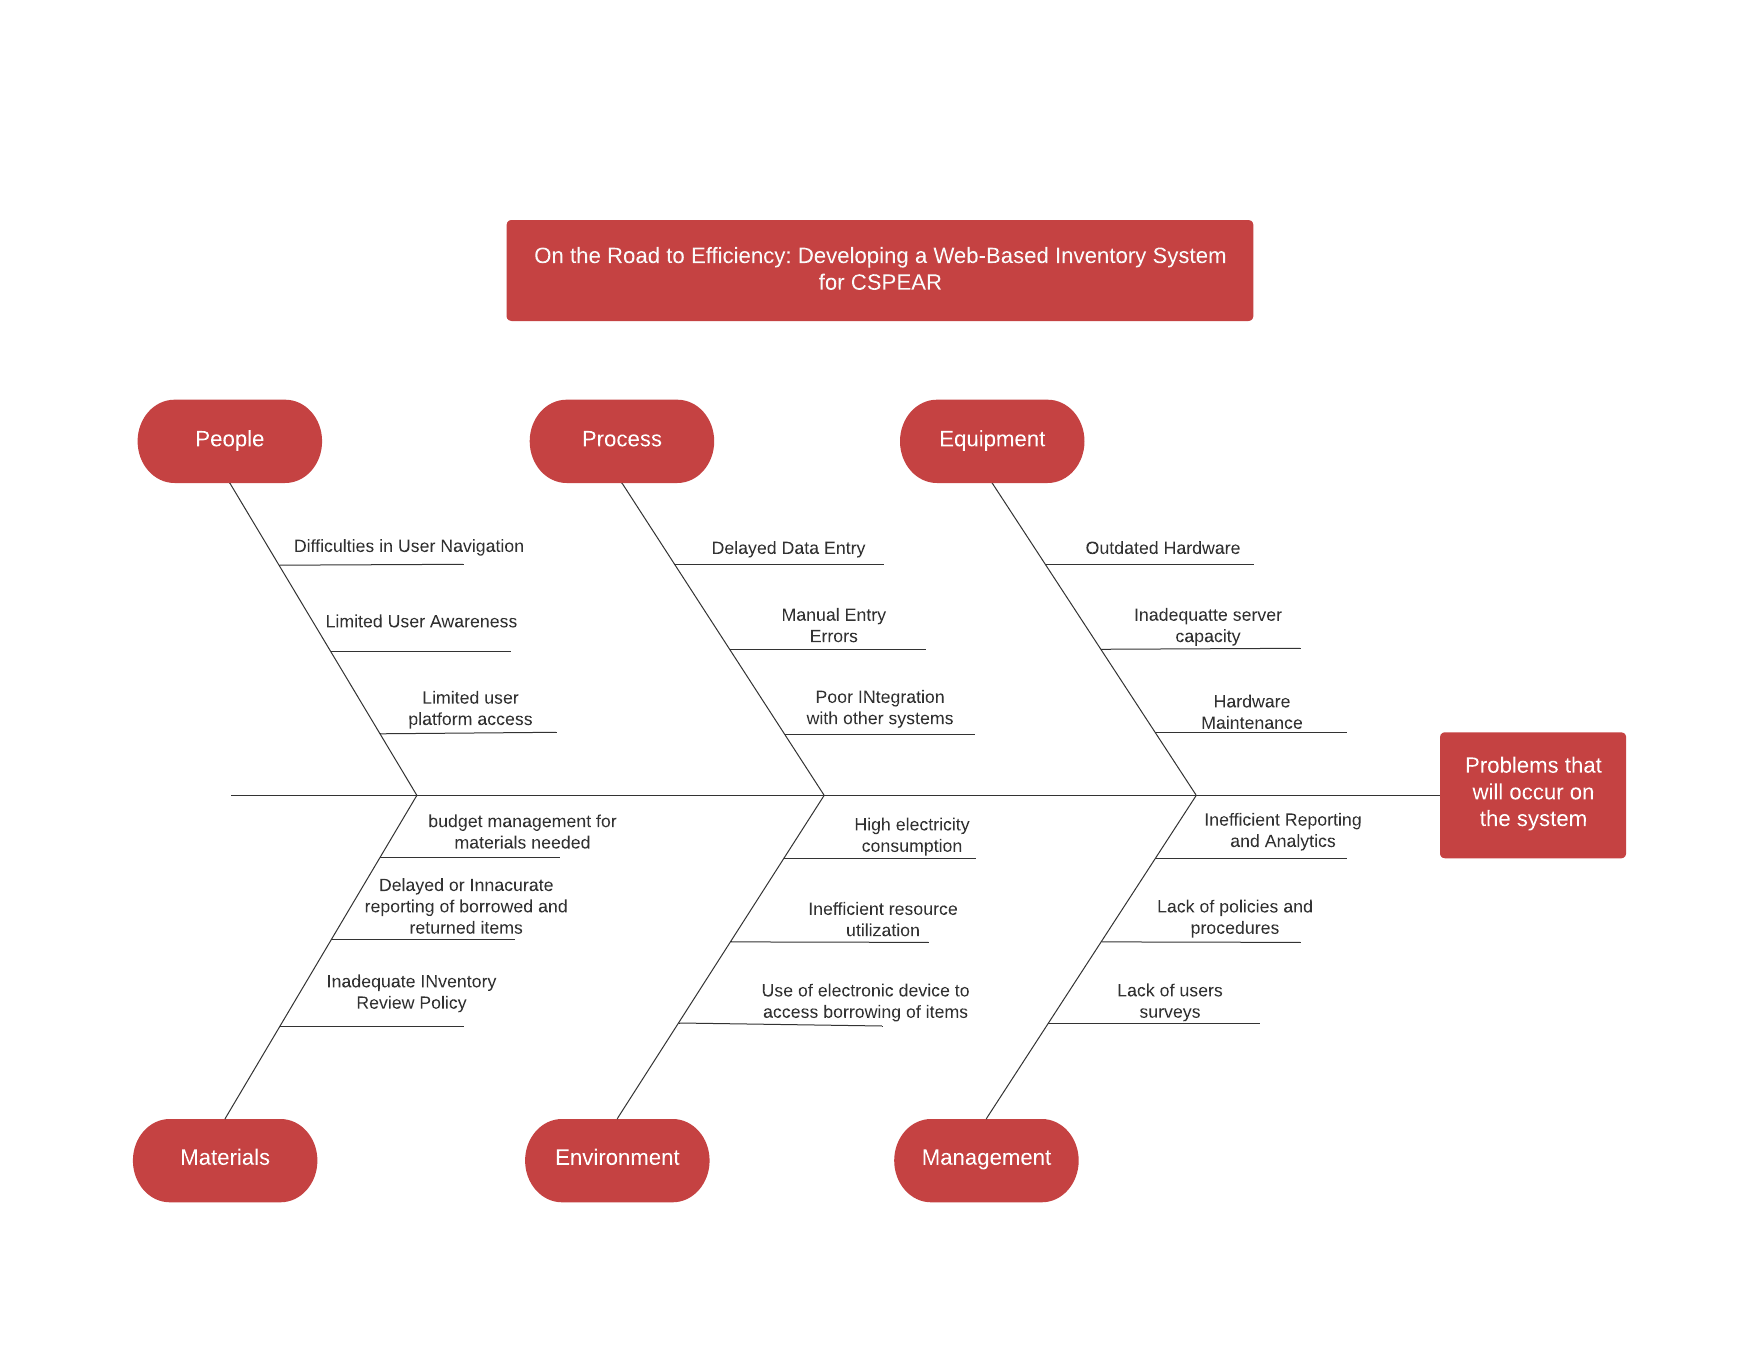 On the Road to Efficiency: Developing a Web-Based Inventory System
for CSPEAR
People
Process
Equipment
Difficulties in User Navigation
Limited User Awareness
Limited user
platform access
Delayed Data Entry
Manual Entry
Errors
Poor INtegration
with other systems
Outdated Hardware
Inadequatte server
capacity
Hardware
Maintenance
Problems that
will occur on
the system
budget management for
materials needed
Delayed or Innacurate
reporting of borrowed and
returned items
Inadequate INventory
Review Policy
High electricity
consumption
Inefficient resource
utilization
Use of electronic device to
access borrowing of items
Inefficient Reporting
and Analytics
Lack of policies and
procedures
Lack of users
surveys
Materials
Environment
Management